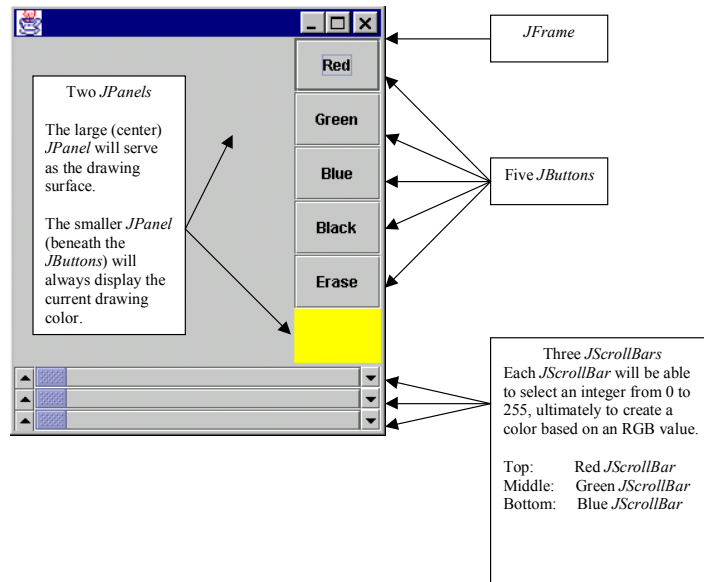 JFrame
Red
Two JPanels
Green
The large (center)
JPanel will serve
as the drawing
surface.
Blue
Five JButtons
The smaller JPanel
(beneath the
JButtons) will
always display the
current drawing
color.
Black
Erase
Three JScrollBars
Each JScrollBar will be able
to select an integer from 0 to
255, ultimately to create a
color based on an RGB value.
Top: Red JScrollBar
Middle: Green JScrollBar
Bottom: Blue JScrollBar